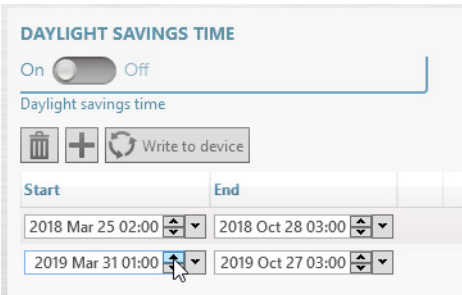 DAYLIGHT SAVINGS TIME
On Off
Daylight savings time
Write to device
Start End
2018 Mar 25 02:00 2018 Oct 28 03:00
2019 Mar 31 01:00 2019 Oct 27 03:00